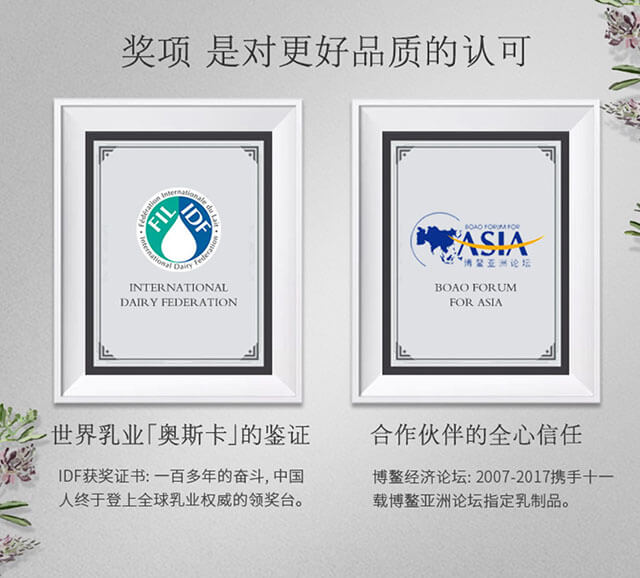 奖项 是对更好品质的认可
Fédération Internationale du Lait
FIL IDF
International Dairy Federation
INTERNATIONAL
DAIRY FEDERATION
BOAO FORUM FOR
ASIA
博鳌亚洲论坛
BOAO FORUM
FOR ASIA
世界乳业「奥斯卡」的鉴证
IDF获奖证书: 一百多年的奋斗, 中国
人终于登上全球乳业权威的领奖台。
合作伙伴的全心信任
博鳌经济论坛: 2007-2017携手十一
载博鳌亚洲论坛指定乳制品。